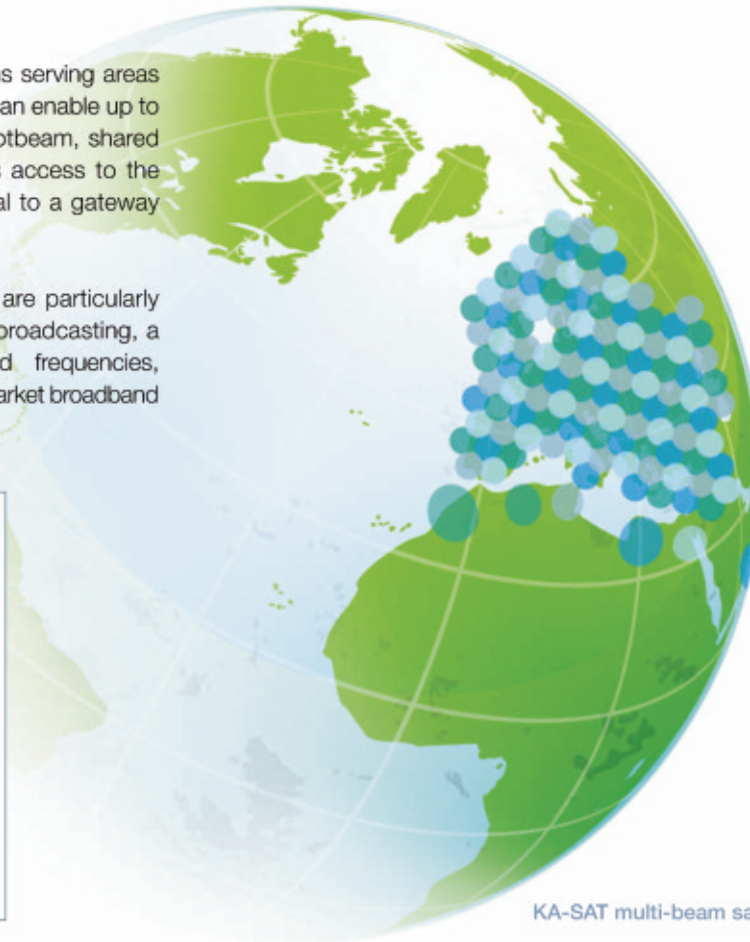 s serving areas
an enable up to
otbeam, shared
s access to the
al to a gateway
are particularly
broadcasting, a
d frequencies,
arket broadband
KA-SAT multi-beam sa